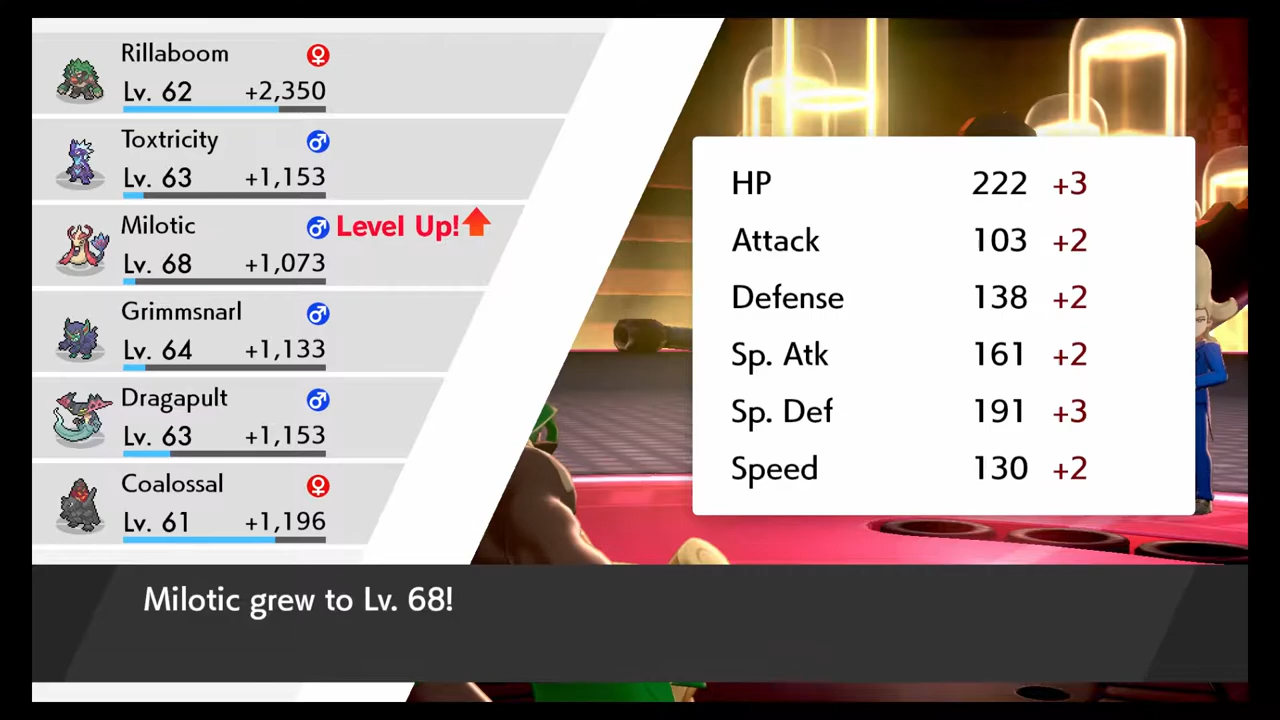 Rillaboom ♀
Lv. 62 +2,350
Toxtricity ♂
Lv. 63 +1,153
Milotic ♂ Level Up!
Lv. 68 +1,073
Grimmsnarl ♂
Lv. 64 +1,133
Dragapult ♂
Lv. 63 +1,153
Coalossal ♀
Lv. 61 +1,196
HP 222 +3
Attack 103 +2
Defense 138 +2
Sp. Atk 161 +2
Sp. Def 191 +3
Speed 130 +2
Milotic grew to Lv. 68!